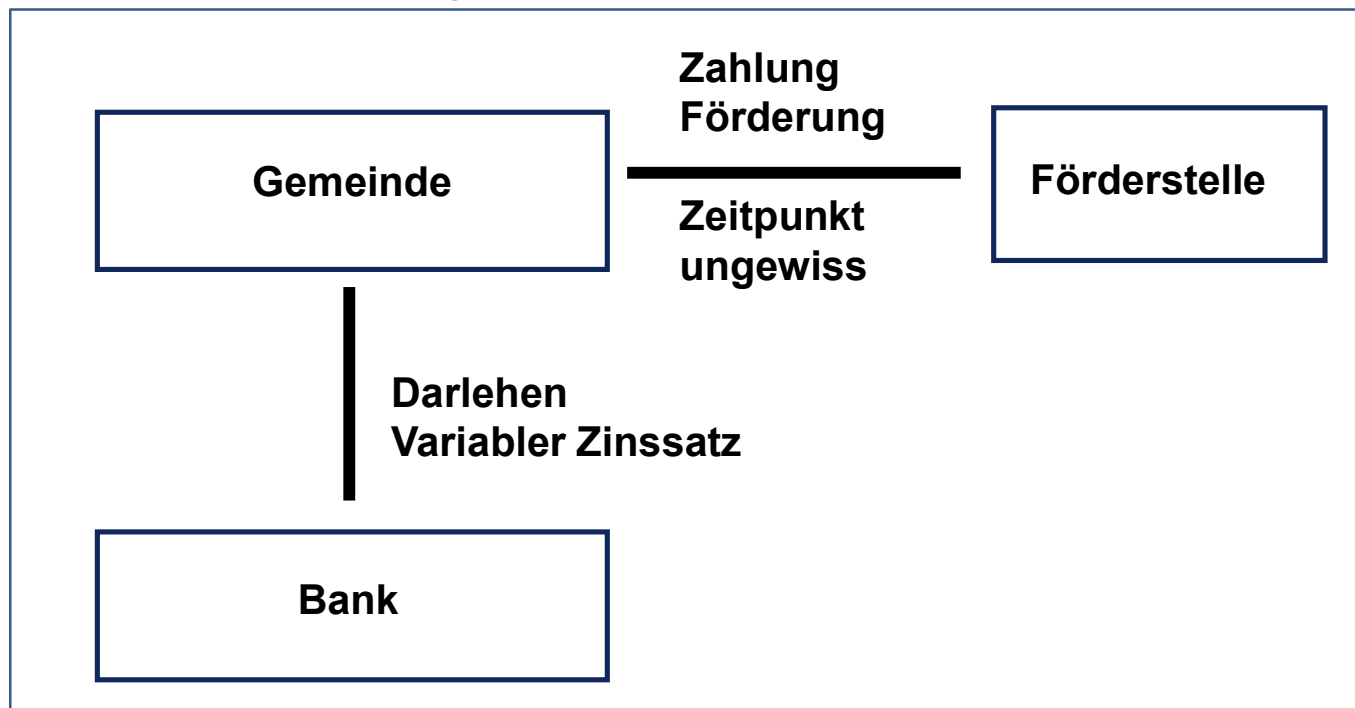 Zahlung
Förderung
Gemeinde
Förderstelle
Zeitpunkt
ungewiss
Darlehen
Variabler Zinssatz
Bank